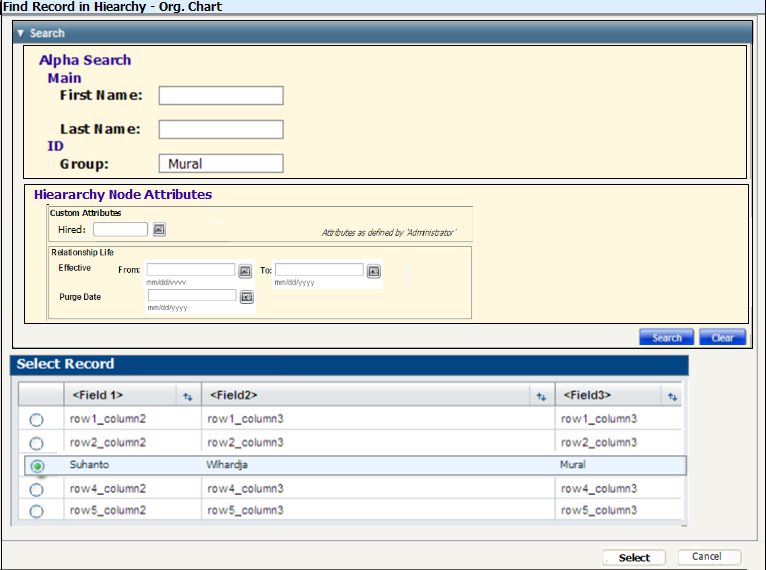 Find Record in Hiearchy - Org. Chart
▼ Search
Alpha Search
Main
First Name:
Last Name:
ID
Group: Mural
Hieararchy Node Attributes
Custom Attributes
Hired:
Attributes as defined by 'Administrator'
Relationship Life
Effective From: To:
mm/dd/yyyy mm/dd/yyyy
Purge Date
mm/dd/yyyy
Search Clear
Select Record
<Field 1> <Field2> <Field3>
row1_column2 row1_column3 row1_column3
row2_column2 row2_column3 row2_column3
Suhanto Wihardja Mural
row4_column2 row4_column3 row4_column3
row5_column2 row5_column3 row5_column3
Select Cancel